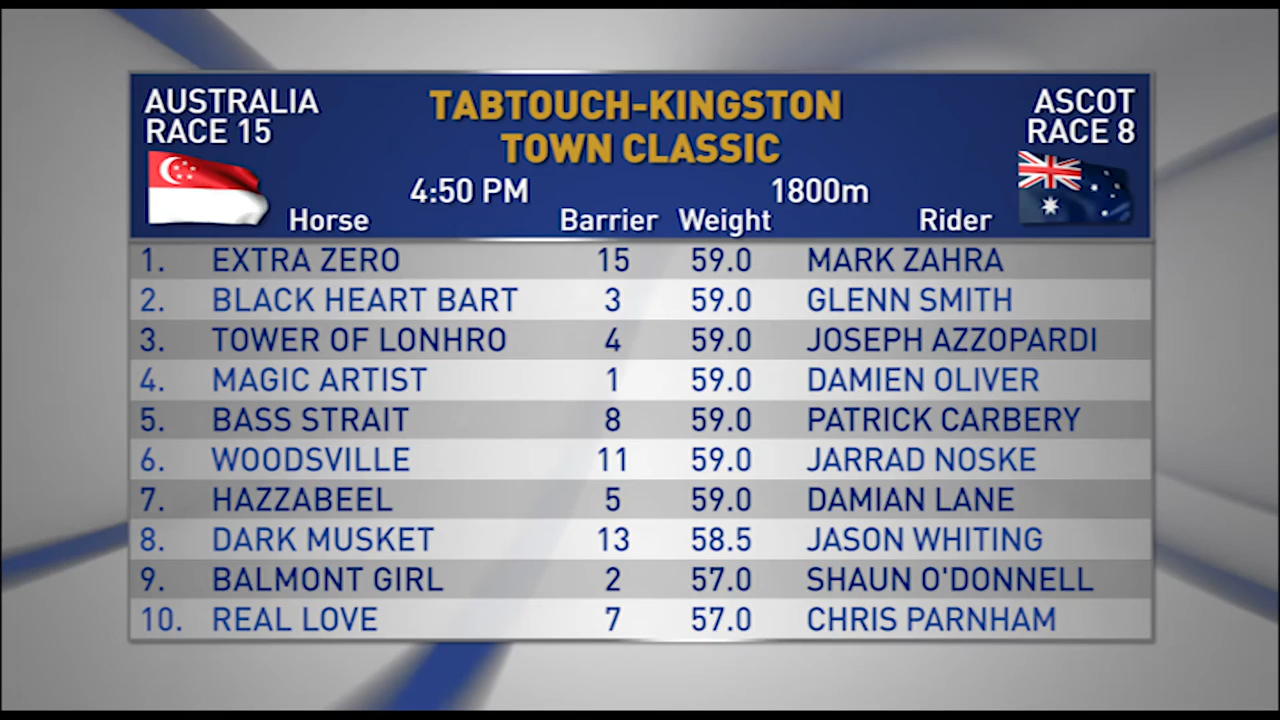 AUSTRALIA
RACE 15
TABTOUCH-KINGSTON
TOWN CLASSIC
ASCOT
RACE 8
4:50 PM 1800m
Horse Barrier Weight Rider
1. EXTRA ZERO 15 59.0 MARK ZAHRA
2. BLACK HEART BART 3 59.0 GLENN SMITH
3. TOWER OF LONHRO 4 59.0 JOSEPH AZZOPARDI
4. MAGIC ARTIST 1 59.0 DAMIEN OLIVER
5. BASS STRAIT 8 59.0 PATRICK CARBERY
6. WOODSVILLE 11 59.0 JARRAD NOSKE
7. HAZZABEEL 5 59.0 DAMIAN LANE
8. DARK MUSKET 13 58.5 JASON WHITING
9. BALMONT GIRL 2 57.0 SHAUN O'DONNELL
10. REAL LOVE 7 57.0 CHRIS PARNHAM